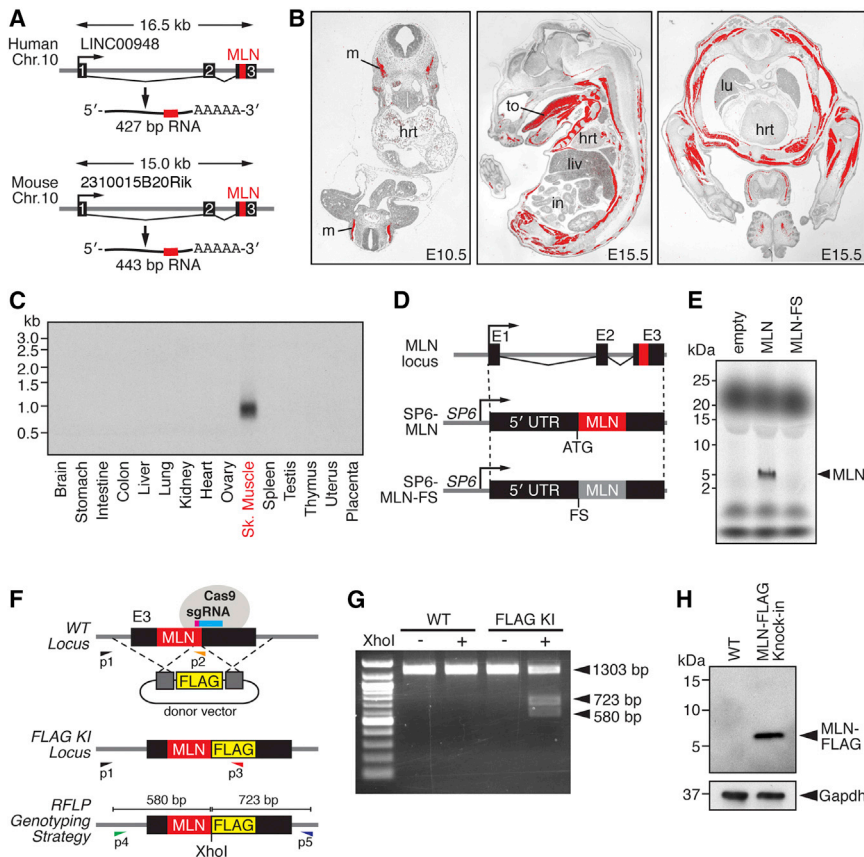 A
16.5 kb
Human
Chr.10
LINC00948
MLN
1
2
3
5′-
AAAAA-3′
427 bp RNA
15.0 kb
Mouse
Chr.10
2310015B20Rik
MLN
1
2
3
5′-
AAAAA-3′
443 bp RNA
B
m
hrt
m
E10.5
to
hrt
liv
in
E15.5
lu
hrt
E15.5
C
kb
3.0
2.5
2.0
1.5
1.0
0.5
Brain
Stomach
Intestine
Colon
Liver
Lung
Kidney
Heart
Ovary
Sk. Muscle
Spleen
Testis
Thymus
Uterus
Placenta
D
MLN
locus
E1
E2
E3
SP6-
MLN
SP6
5′ UTR
MLN
ATG
SP6-
MLN-FS
SP6
5′ UTR
MLN
FS
E
empty
MLN
MLN-FS
kDa
25
20
15
10
5
2
MLN
F
Cas9
sgRNA
WT
Locus
E3
MLN
p1
p2
FLAG
donor vector
FLAG KI
Locus
MLN
FLAG
p1
p3
RFLP
Genotyping
Strategy
580 bp
723 bp
MLN
FLAG
p4
p5
XhoI
G
WT
FLAG KI
XhoI
-
+
-
+
1303 bp
723 bp
580 bp
H
WT
MLN-FLAG
Knock-in
kDa
15
10
5
MLN-
FLAG
37
Gapdh